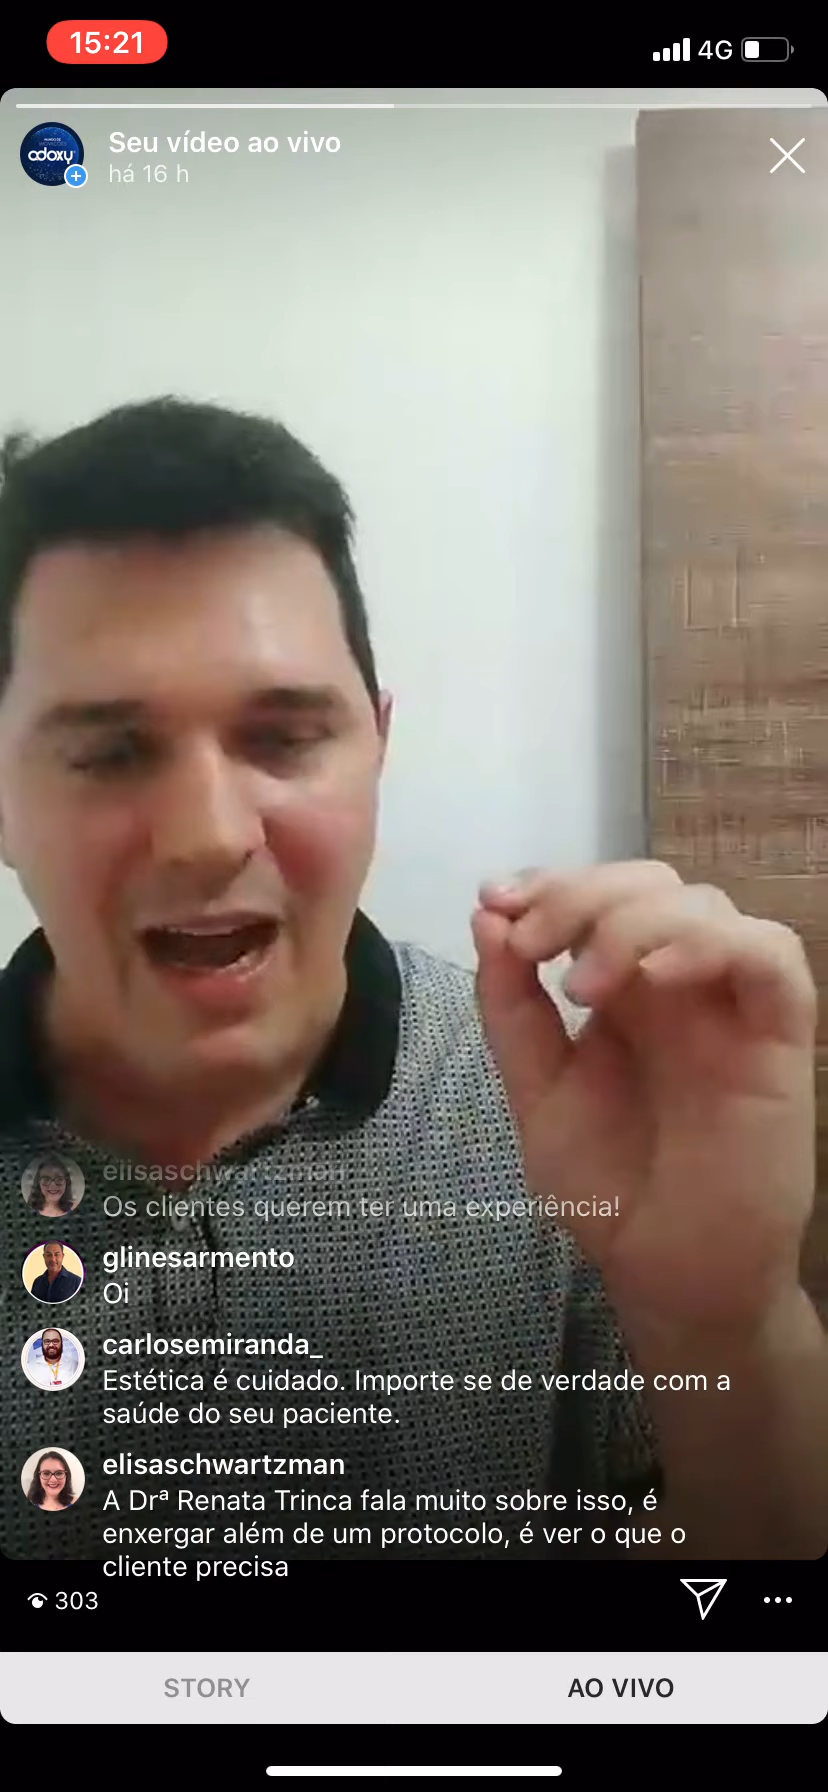 15:21
4G
Seu vídeo ao vivo
há 16 h
adoxy
elisaschwartzman
Os clientes querem ter uma experiência!
glinesarmento
Oi
carlosemiranda_
Estética é cuidado. Importe se de verdade com a
saúde do seu paciente.
elisaschwartzman
A Drª Renata Trinca fala muito sobre isso, é
enxergar além de um protocolo, é ver o que o
cliente precisa
303
STORY
AO VIVO